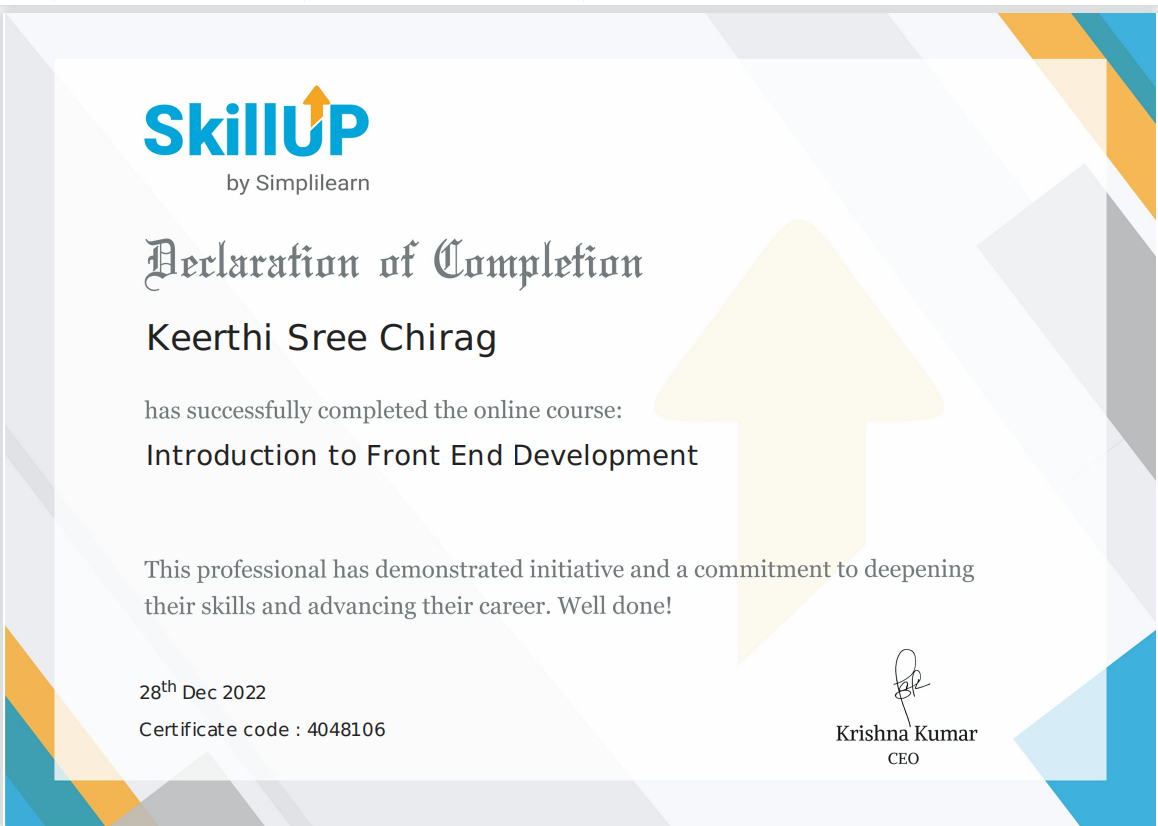 SkillUP
by Simplilearn
Declaration of Completion
Keerthi Sree Chirag
has successfully completed the online course:
Introduction to Front End Development
This professional has demonstrated initiative and a commitment to deepening
their skills and advancing their career. Well done!
28th Dec 2022
Certificate code : 4048106
Krishna Kumar
CEO